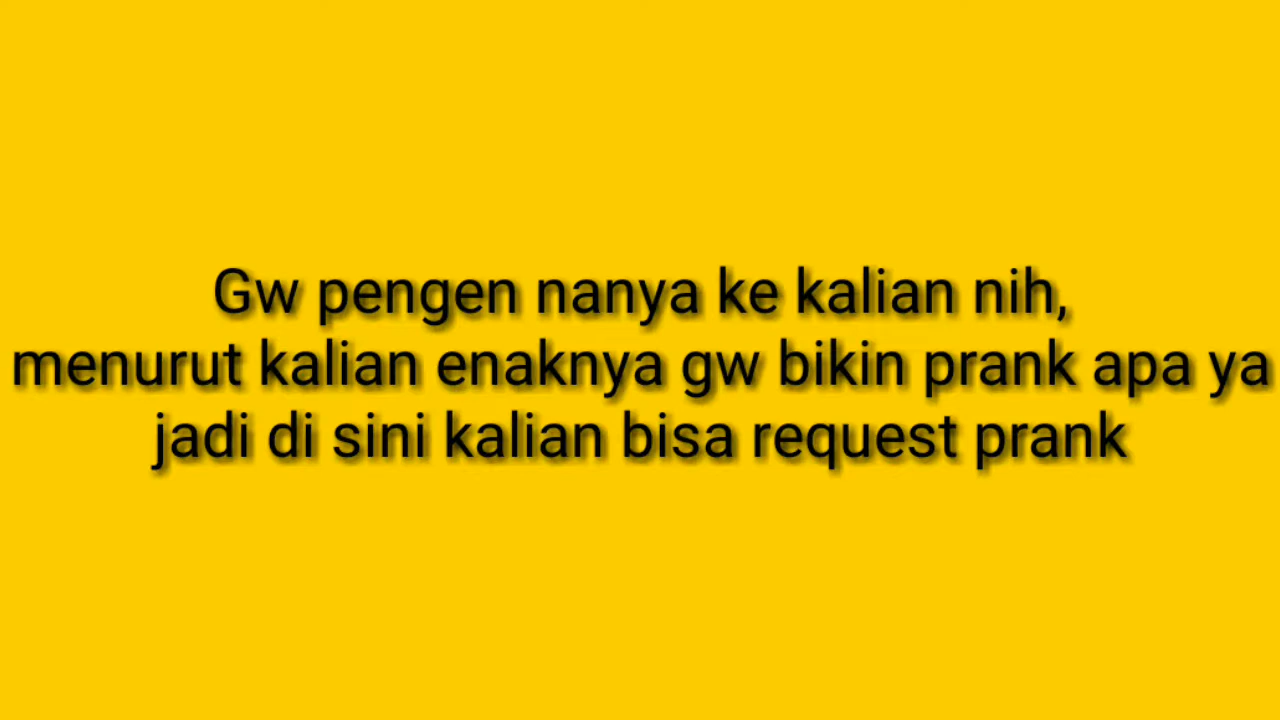 Gw pengen nanya ke kalian nih,
menurut kalian enaknya gw bikin prank apa ya
jadi di sini kalian bisa request prank